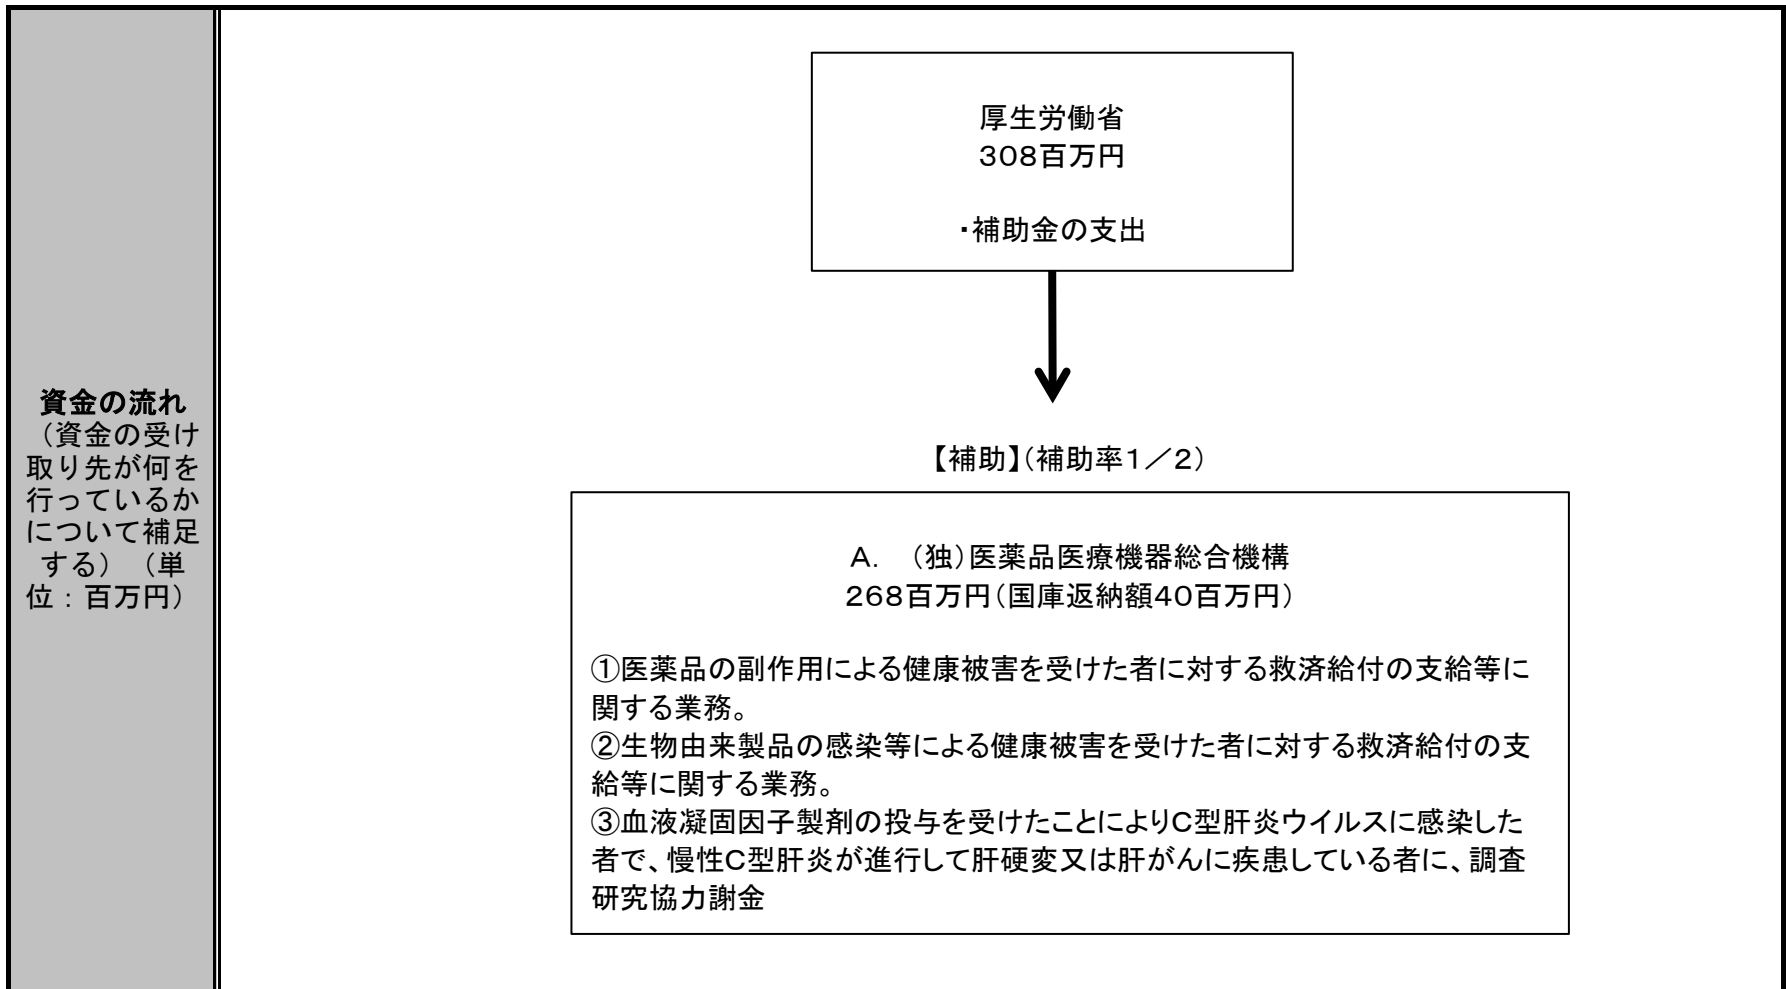 資金の流れ
（資金の受け
取り先が何を
行っているか
について補足
する）（単
位：百万円）
厚生労働省
３０８百万円
・補助金の支出
【補助】（補助率１／２）
Ａ．　（独）医薬品医療機器総合機構
２６８百万円（国庫返納額４０百万円）
①医薬品の副作用による健康被害を受けた者に対する救済給付の支給等に
関する業務。
②生物由来製品の感染等による健康被害を受けた者に対する救済給付の支
給等に関する業務。
③血液凝固因子製剤の投与を受けたことによりＣ型肝炎ウイルスに感染した
者で、慢性Ｃ型肝炎が進行して肝硬変又は肝がんに疾患している者に、調査
研究協力謝金